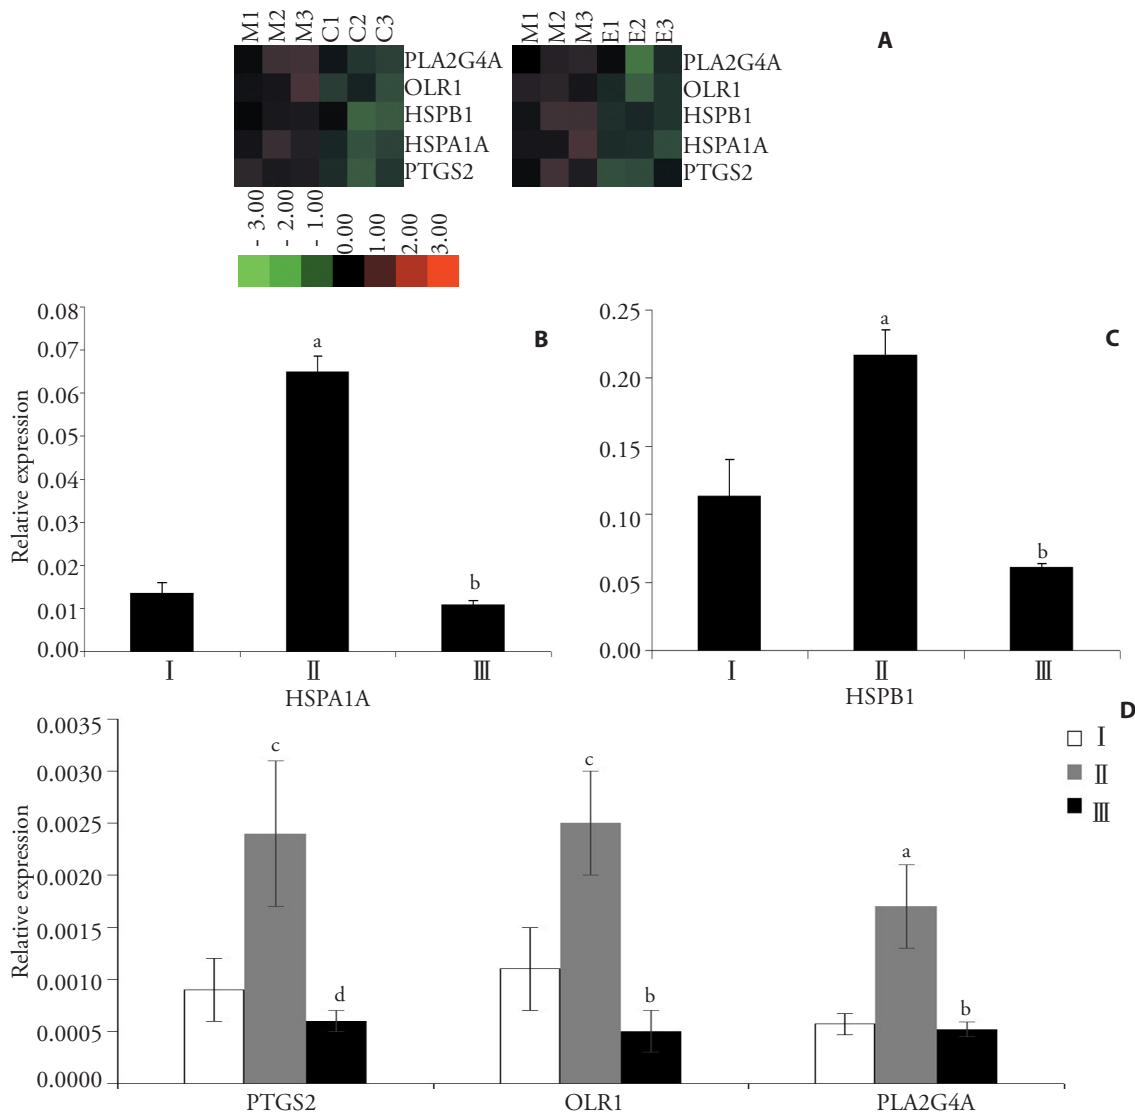 M1 M2 M3 C1 C2 C3
PLA2G4A
OLR1
HSPB1
HSPA1A
PTGS2
M1 M2 M3 E1 E2 E3
PLA2G4A
OLR1
HSPB1
HSPA1A
PTGS2
A
- 3.00 - 2.00 - 1.00 0.00 1.00 2.00 3.00
B
Relative expression
0.08
0.07
0.06
0.05
0.04
0.03
0.02
0.01
0.00
a
b
I II III
HSPA1A
C
0.25
0.20
0.15
0.10
0.05
0.00
a
b
I II III
HSPB1
D
Relative expression
0.0035
0.0030
0.0025
0.0020
0.0015
0.0010
0.0005
0.0000
c
d
c
b
a
b
PTGS2 OLR1 PLA2G4A
I
II
III